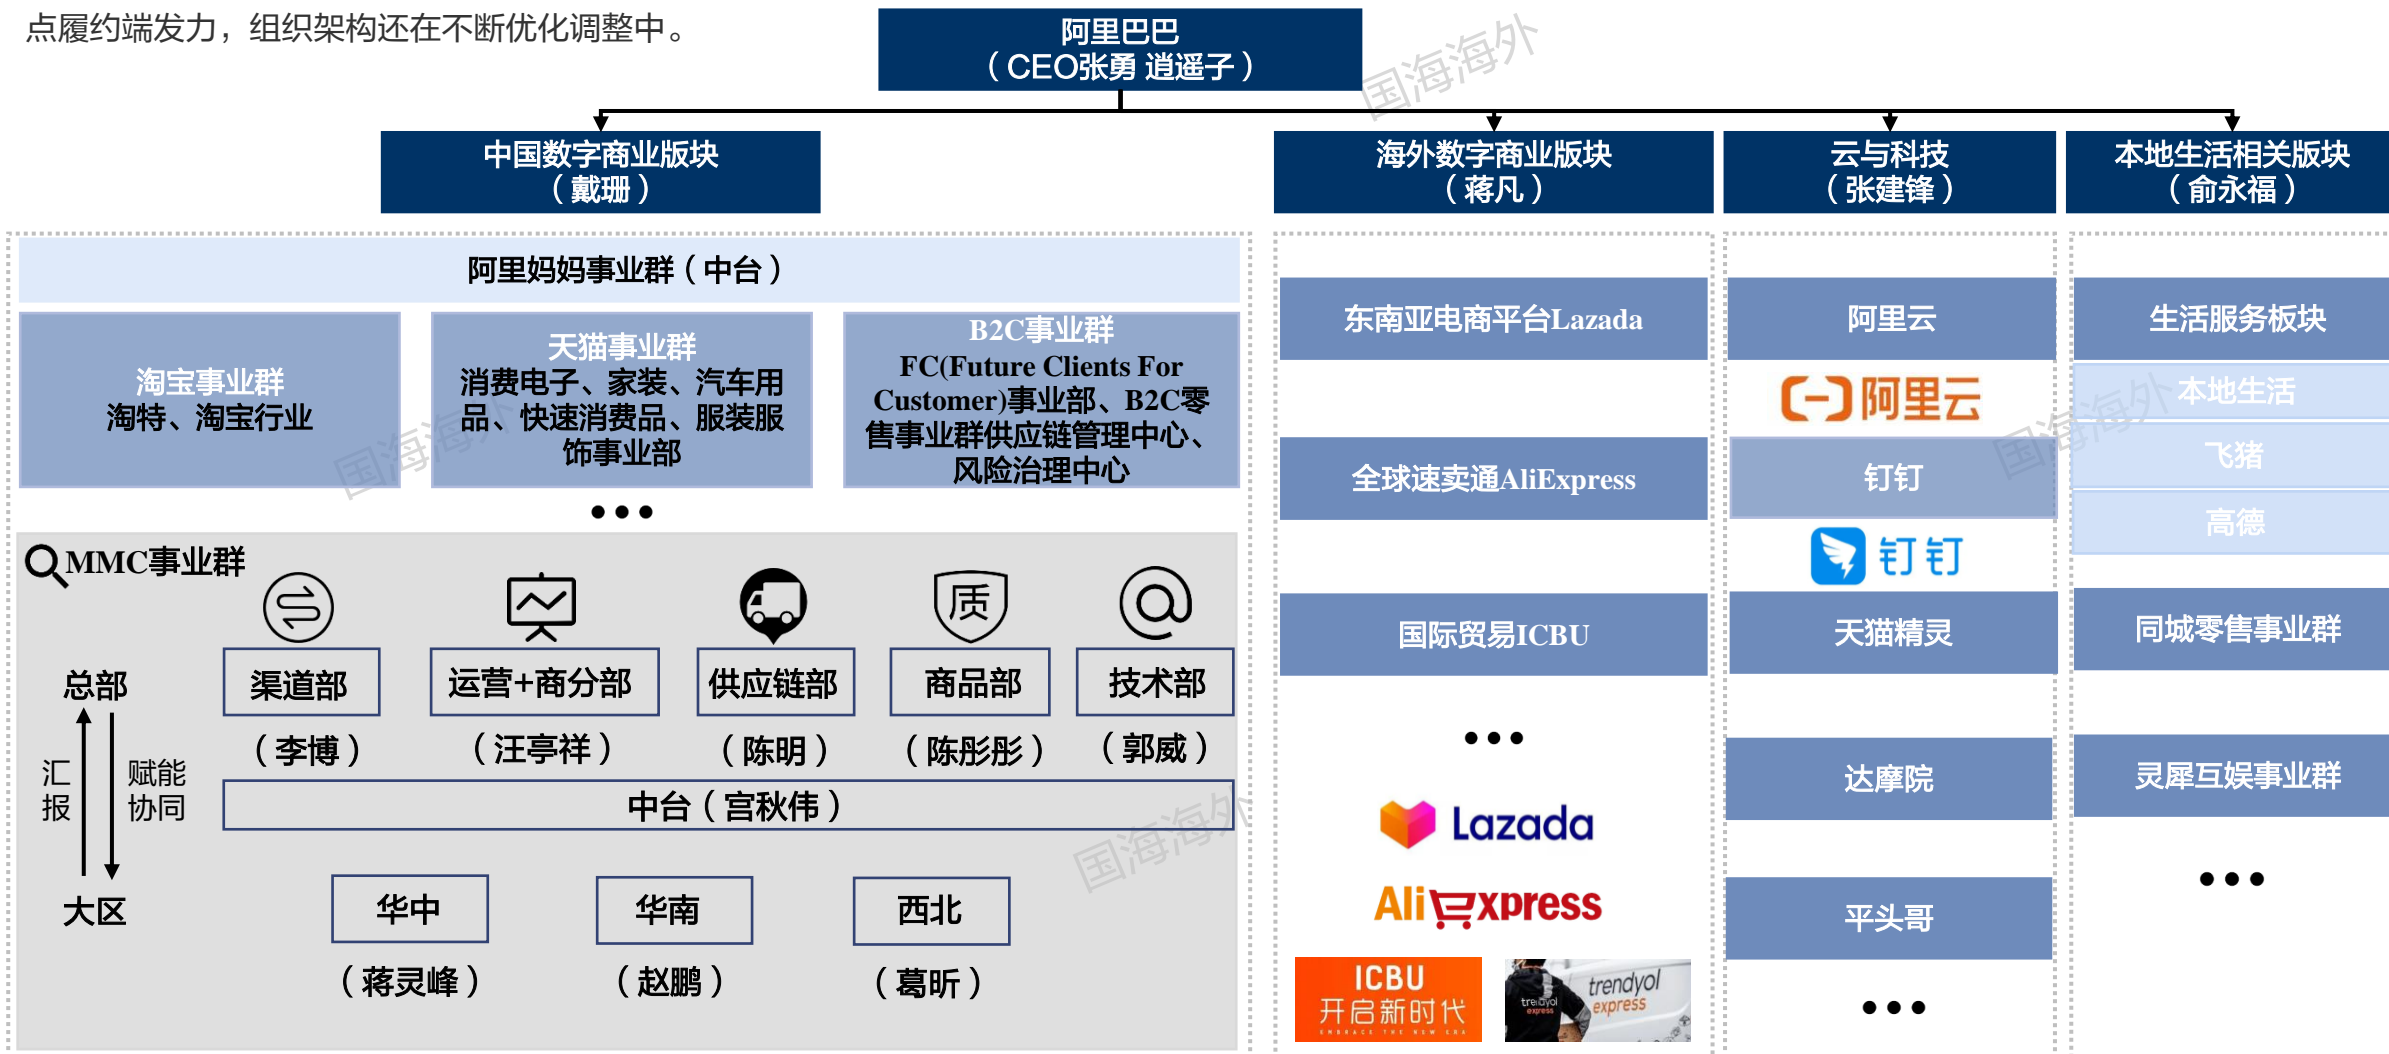 点履约端发力，组织架构还在不断优化调整中。
阿里巴巴
（CEO张勇 逍遥子）
中国数字商业版块
（戴珊）
海外数字商业版块
（蒋凡）
云与科技
（张建锋）
本地生活相关版块
（俞永福）
阿里妈妈事业群（中台）
淘宝事业群
淘特、淘宝行业
天猫事业群
消费电子、家装、汽车用
品、快速消费品、服装服
饰事业部
B2C事业群
FC(Future Clients For
Customer)事业部、B2C零
售事业群供应链管理中心、
风险治理中心
•••
MMC事业群
质
总部
渠道部
运营+商分部
供应链部
商品部
技术部
（李博）
（汪亭祥）
（陈明）
（陈彤彤）
（郭威）
汇
报
赋能
协同
中台（宫秋伟）
大区
华中
华南
西北
（蒋灵峰）
（赵鹏）
（葛昕）
东南亚电商平台Lazada
全球速卖通AliExpress
国际贸易ICBU
•••
Lazada
AliExpress
ICBU
开启新时代
EMBRACE THE NEW ERA
trendyol
express
trendyol
express
阿里云
阿里云
钉钉
钉钉
天猫精灵
达摩院
平头哥
•••
生活服务板块
本地生活
飞猪
高德
同城零售事业群
灵犀互娱事业群
•••
国海海外
国海海外
国海海外
国海海外